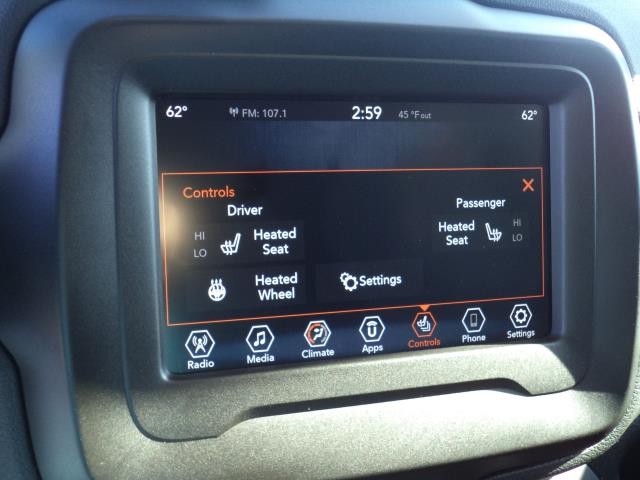 62° FM: 107.1 2:59 45 °F out 62°
Controls
Driver Passenger
HI Heated Heated HI
LO Seat Seat LO
Heated Settings
Wheel
Radio Media Climate Apps Controls Phone Settings